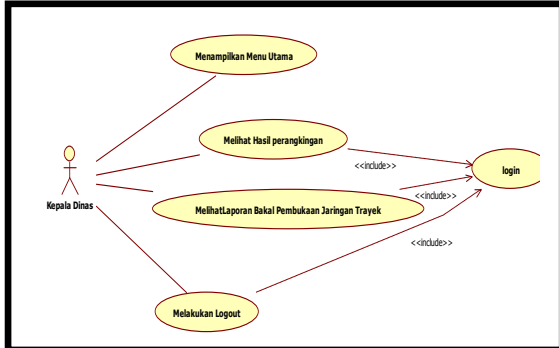 Menampilkan Menu Utama
Melihat Hasil perangkingan
<<include>>
login
Kepala Dinas
MelihatLaporan Bakal Pembukaan Jaringan Trayek
<<include>>
<<include>>
Melakukan Logout